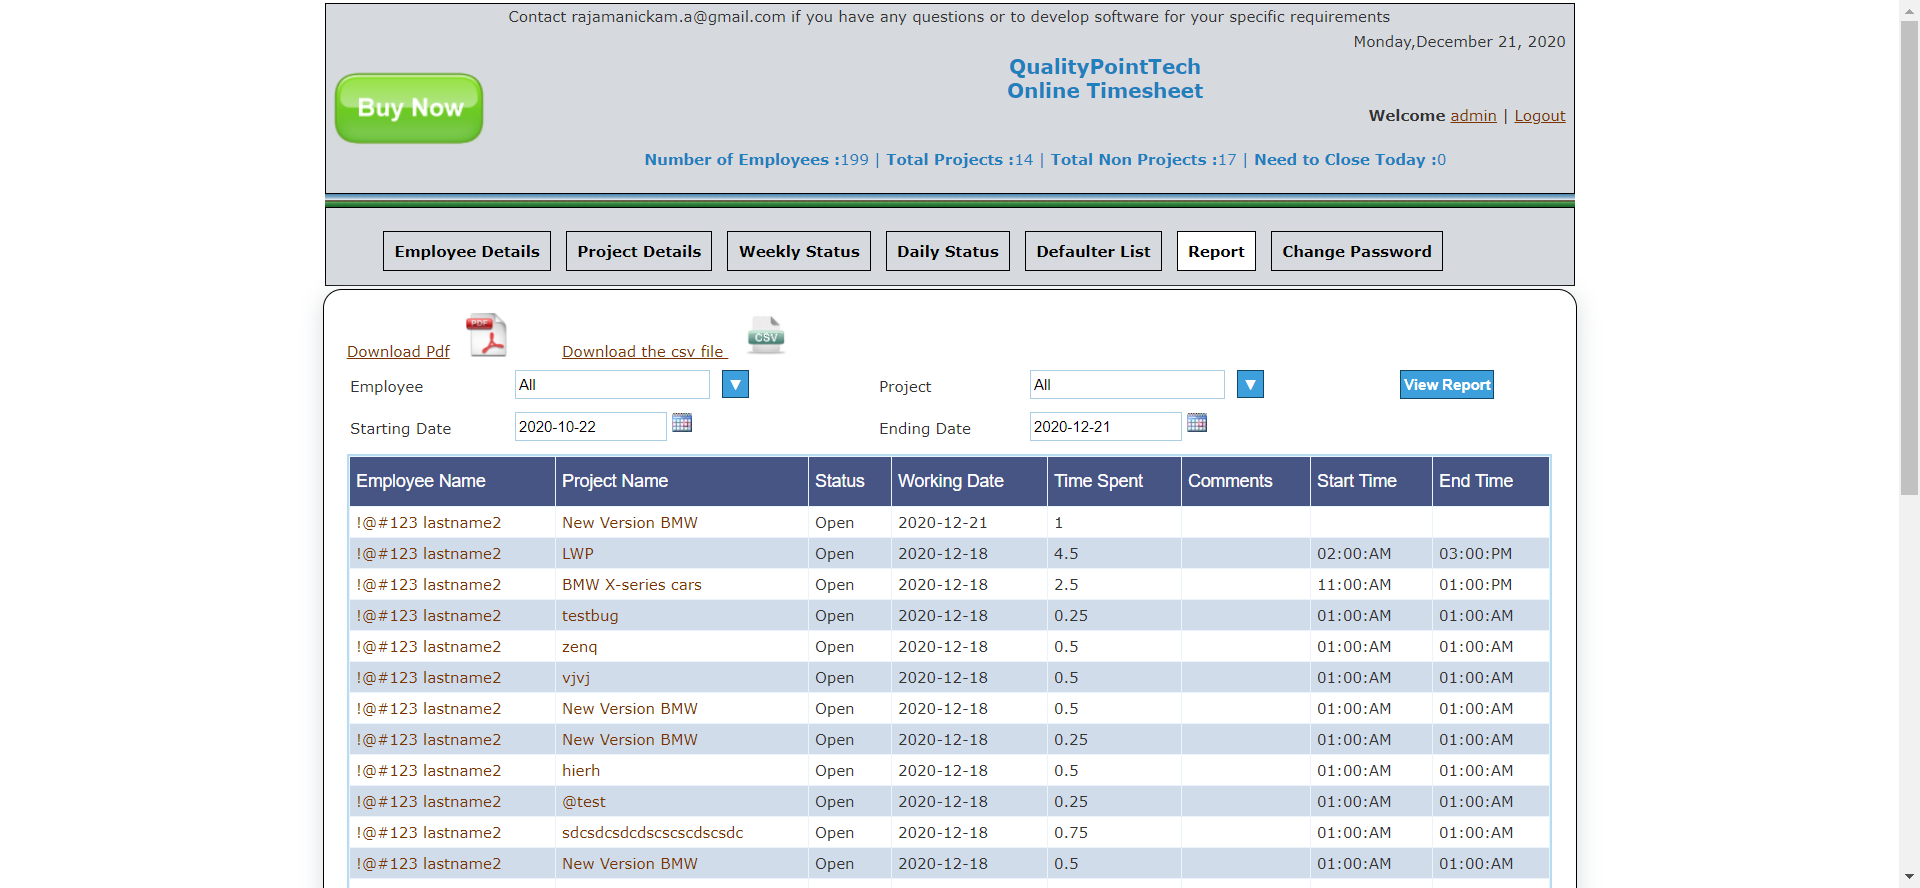 Contact rajamanickam.a@gmail.com if you have any questions or to develop software for your specific requirements
Monday,December 21, 2020
QualityPointTech
Online Timesheet
Buy Now
Welcome admin | Logout
Number of Employees :199 | Total Projects :14 | Total Non Projects :17 | Need to Close Today :0
Employee Details Project Details Weekly Status Daily Status Defaulter List Report Change Password
Download Pdf PDF Download the csv file CSV
Employee All ▼ Project All ▼ View Report
Starting Date 2020-10-22 Ending Date 2020-12-21
Employee Name Project Name Status Working Date Time Spent Comments Start Time End Time
!@#123 lastname2 New Version BMW Open 2020-12-21 1
!@#123 lastname2 LWP Open 2020-12-18 4.5 02:00:AM 03:00:PM
!@#123 lastname2 BMW X-series cars Open 2020-12-18 2.5 11:00:AM 01:00:PM
!@#123 lastname2 testbug Open 2020-12-18 0.25 01:00:AM 01:00:AM
!@#123 lastname2 zenq Open 2020-12-18 0.5 01:00:AM 01:00:AM
!@#123 lastname2 vjvj Open 2020-12-18 0.5 01:00:AM 01:00:AM
!@#123 lastname2 New Version BMW Open 2020-12-18 0.5 01:00:AM 01:00:AM
!@#123 lastname2 New Version BMW Open 2020-12-18 0.25 01:00:AM 01:00:AM
!@#123 lastname2 hierh Open 2020-12-18 0.5 01:00:AM 01:00:AM
!@#123 lastname2 @test Open 2020-12-18 0.25 01:00:AM 01:00:AM
!@#123 lastname2 sdcsdcsdcdscscscdscsdc Open 2020-12-18 0.75 01:00:AM 01:00:AM
!@#123 lastname2 New Version BMW Open 2020-12-18 0.5 01:00:AM 01:00:AM